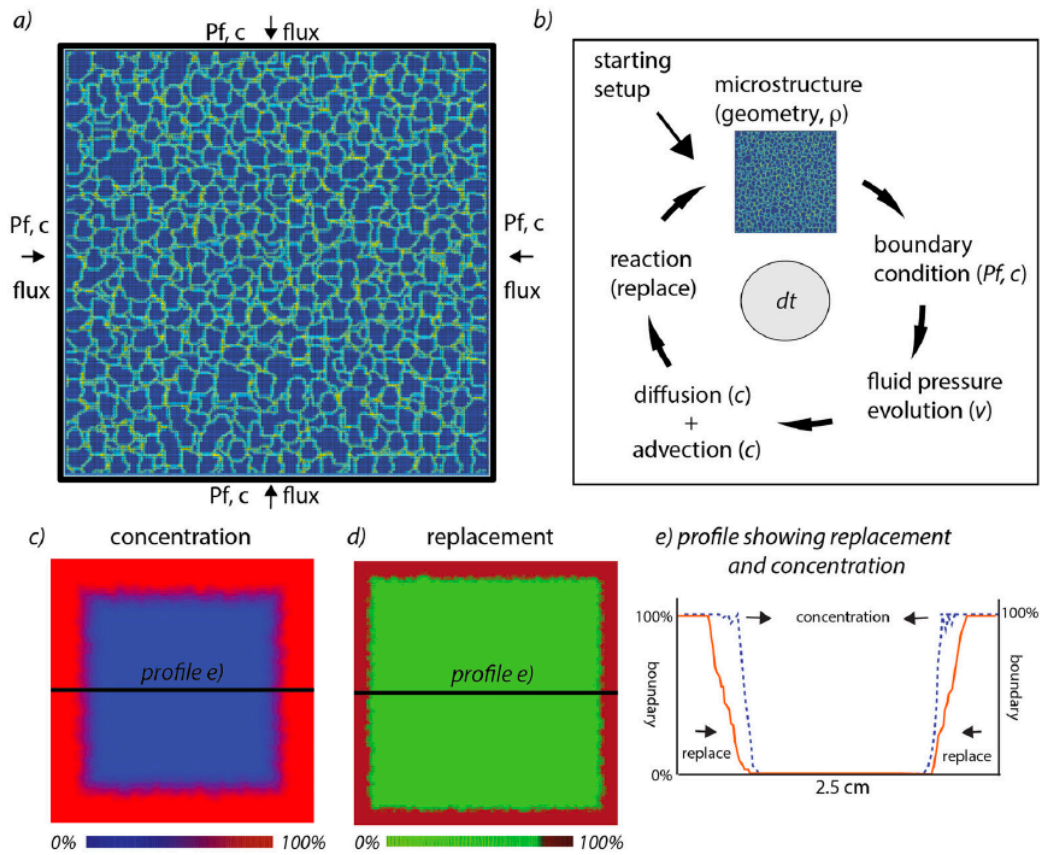 a)
Pf, c flux
Pf, c
flux
Pf, c
flux
Pf, c flux
b)
starting
setup
microstructure
(geometry, ρ)
boundary
condition (Pf, c)
fluid pressure
evolution (v)
diffusion (c)
+
advection (c)
reaction
(replace)
dt
c) concentration
profile e)
0% 100%
d) replacement
profile e)
0% 100%
e) profile showing replacement
and concentration
100%
concentration
100%
boundary
boundary
replace
replace
0%
2.5 cm